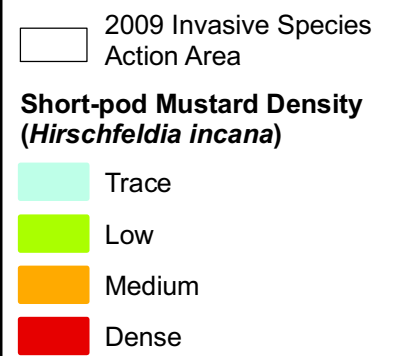 2009 Invasive Species
Action Area
Short-pod Mustard Density
(Hirschfeldia incana)
Trace
Low
Medium
Dense